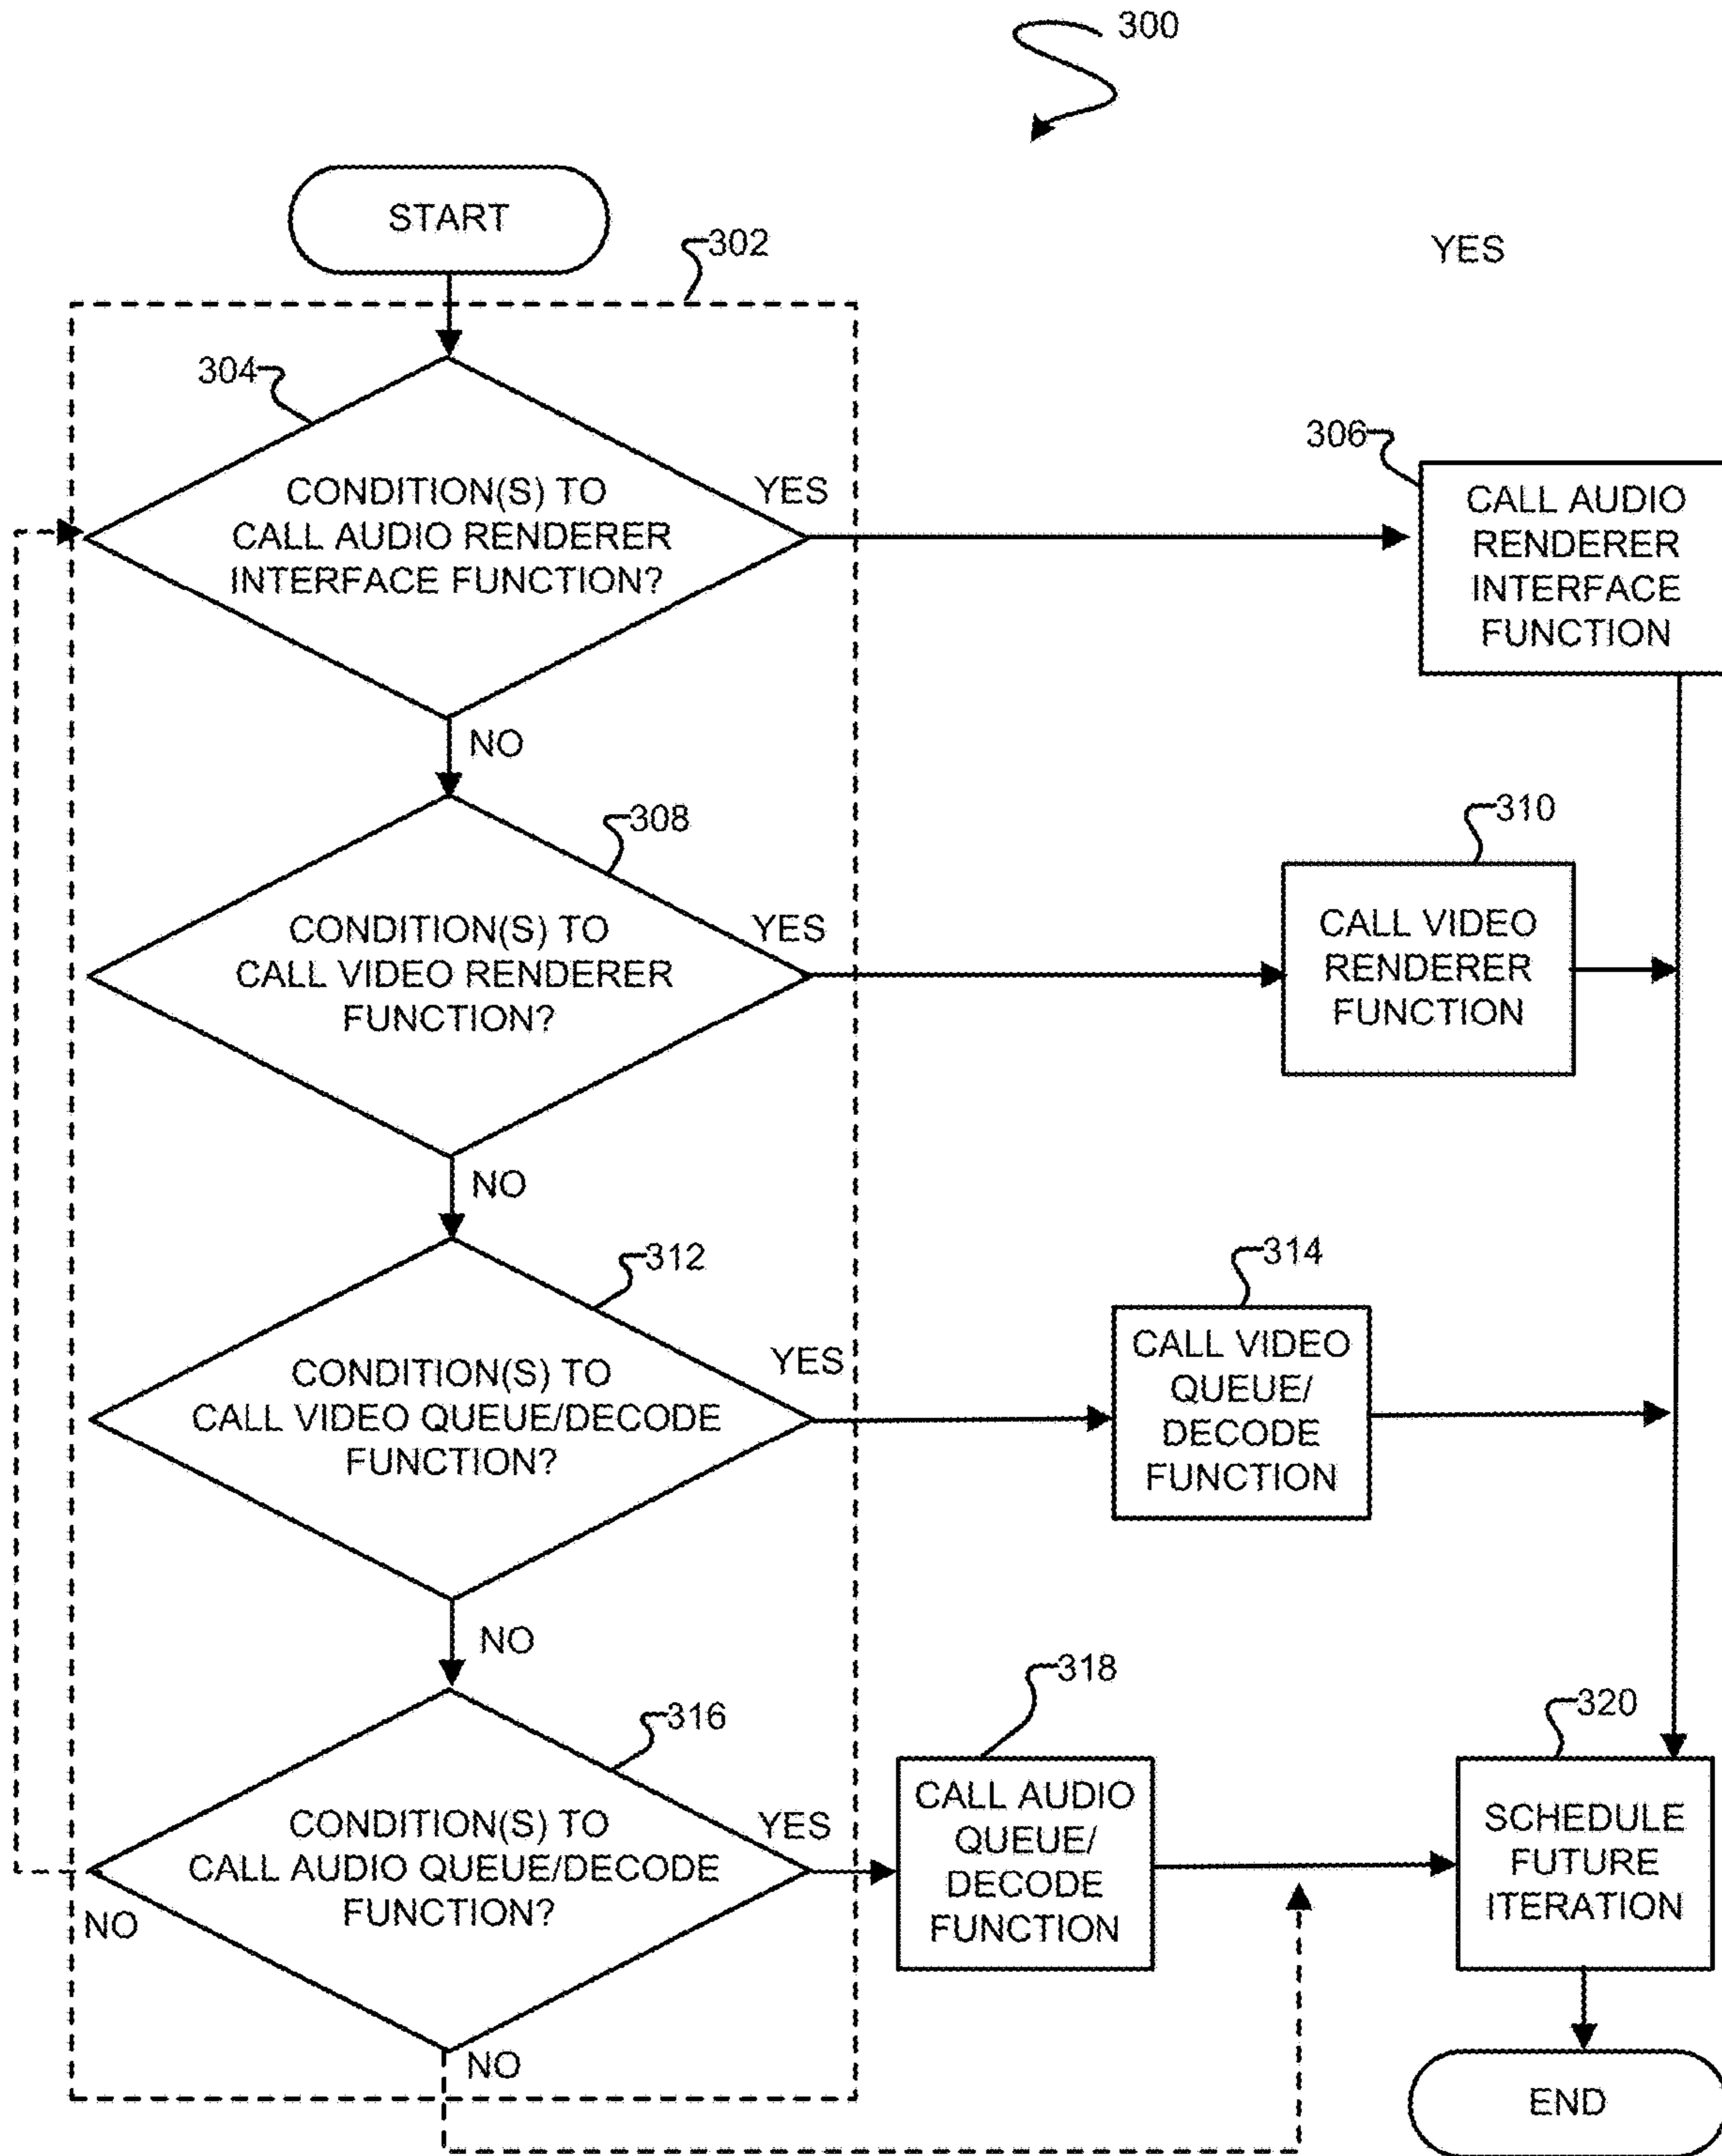 300
START
302
YES
304
CONDITION(S) TO
CALL AUDIO RENDERER
INTERFACE FUNCTION?
YES
306
CALL AUDIO
RENDERER
INTERFACE
FUNCTION
NO
308
CONDITION(S) TO
CALL VIDEO RENDERER
FUNCTION?
YES
310
CALL VIDEO
RENDERER
FUNCTION
NO
312
CONDITION(S) TO
CALL VIDEO QUEUE/DECODE
FUNCTION?
YES
314
CALL VIDEO
QUEUE/
DECODE
FUNCTION
NO
316
CONDITION(S) TO
CALL AUDIO QUEUE/DECODE
FUNCTION?
YES
NO
NO
318
CALL AUDIO
QUEUE/
DECODE
FUNCTION
320
SCHEDULE
FUTURE
ITERATION
END